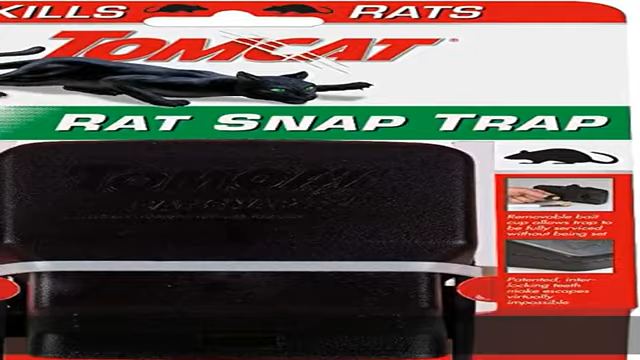 KILLS RATS
TOMCAT®
RAT SNAP TRAP
TOMCAT
Removable bait
cup allows trap to
be fully serviced
without being set
Patented, inter-
locking teeth
make escapes
virtually
impossible